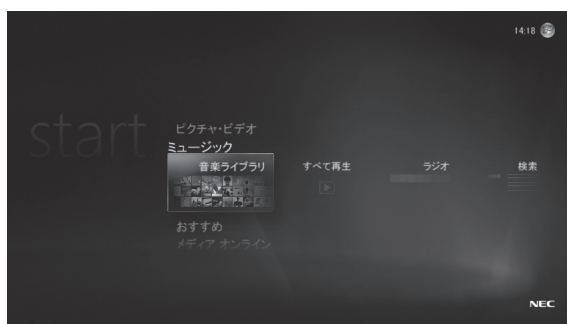 14:18
start
ピクチャ・ビデオ
ミュージック
音楽ライブラリ すべて再生 ラジオ 検索
おすすめ
メディア オンライン
NEC